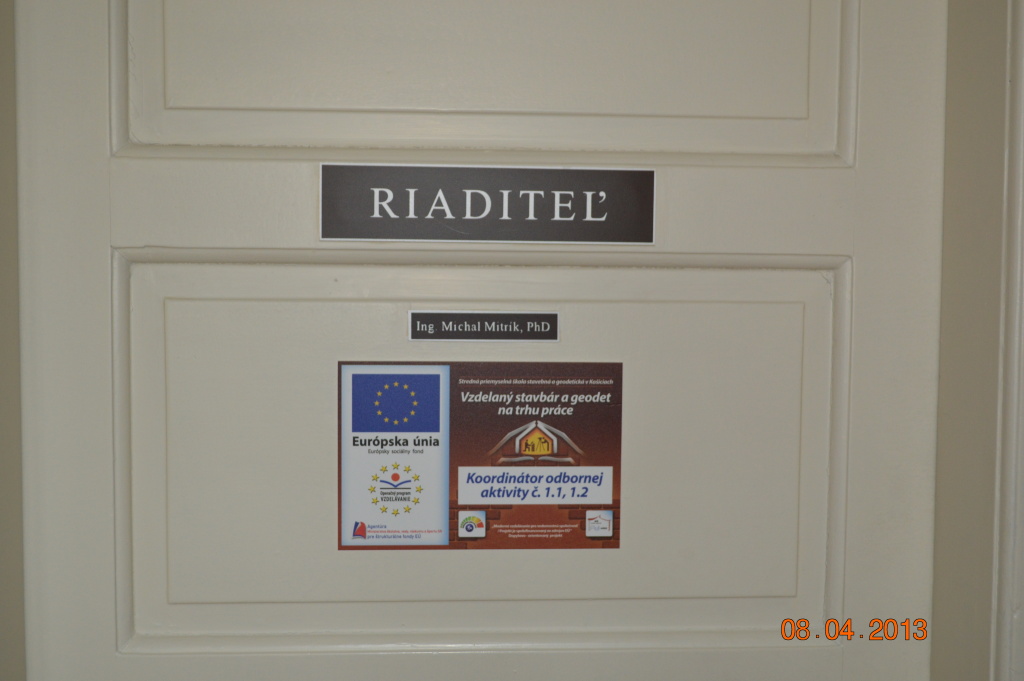 RIADITEĽ
Ing. Michal Mitrík, PhD
Európska únia
Európsky sociálny fond
Operačný program
VZDELÁVANIE
Agentúra
pre štrukturálne fondy EÚ
Stredná priemyselná škola stavebná a geodetická v Košiciach
Vzdelaný stavbár a geodet
na trhu práce
Koordinátor odbornej
aktivity č. 1.1, 1.2
08.04.2013